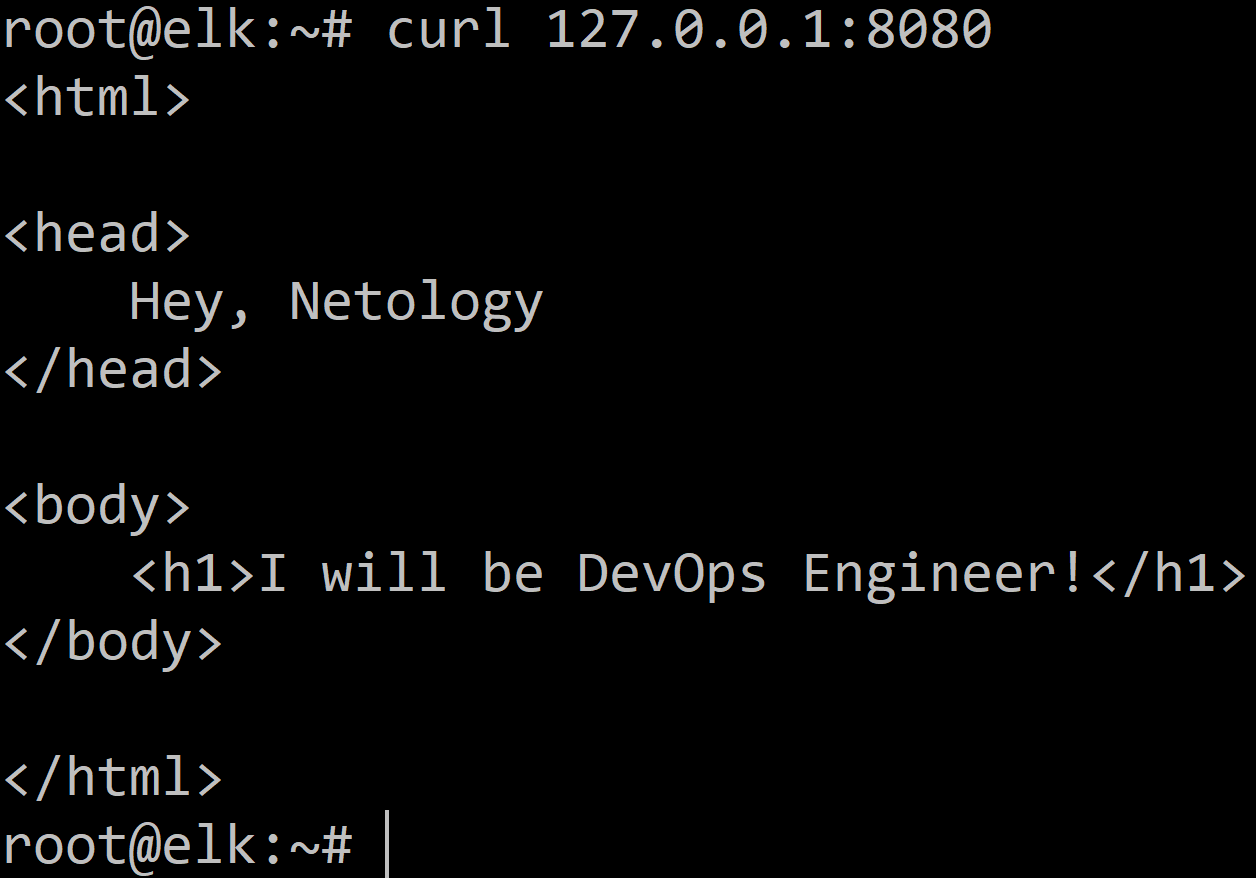 root@elk:~# curl 127.0.0.1:8080
<html>

<head>
    Hey, Netology
</head>

<body>
    <h1>I will be DevOps Engineer!</h1>
</body>

</html>
root@elk:~#